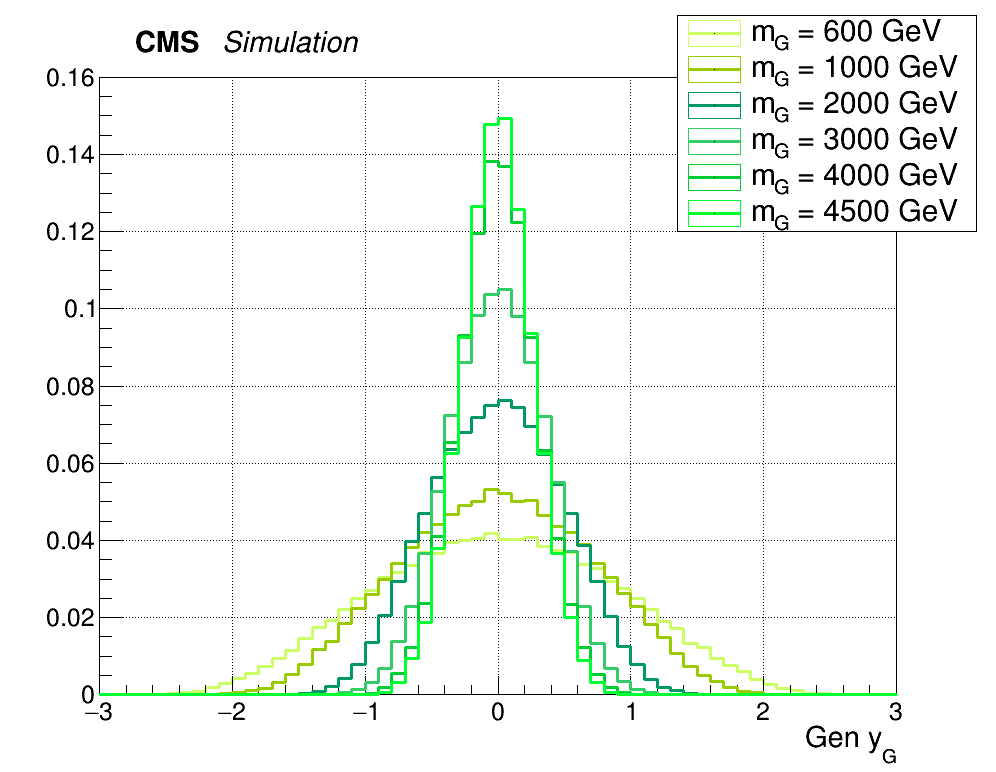 CMS Simulation
m_G = 600 GeV
m_G = 1000 GeV
m_G = 2000 GeV
m_G = 3000 GeV
m_G = 4000 GeV
m_G = 4500 GeV
0.16
0.14
0.12
0.1
0.08
0.06
0.04
0.02
0
−3 −2 −1 0 1 2 3
Gen y_G